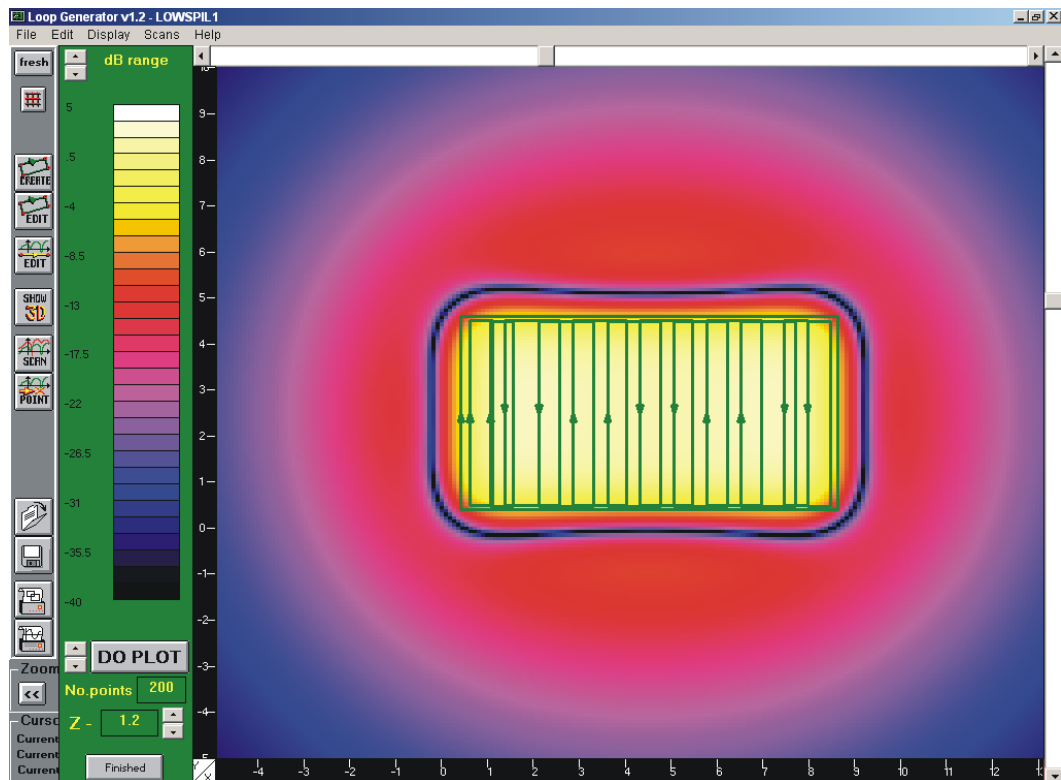 Loop Generator v1.2 - LOWSPIL1
File Edit Display Scans Help
fresh
CREATE
EDIT
EDIT
SHOW
3D
SCAN
POINT
Zoom
<<
Curso
Current
Current
Current
dB range
5
.5
-4
-8.5
-13
-17.5
-22
-26.5
-31
-35.5
-40
DO PLOT
No.points 200
Z - 1.2
Finished
10
9
8
7
6
5
4
3
2
1
0
-1
-2
-3
-4
5
Y
X
-4 -3 -2 -1 0 1 2 3 4 5 6 7 8 9 10 11 12 13